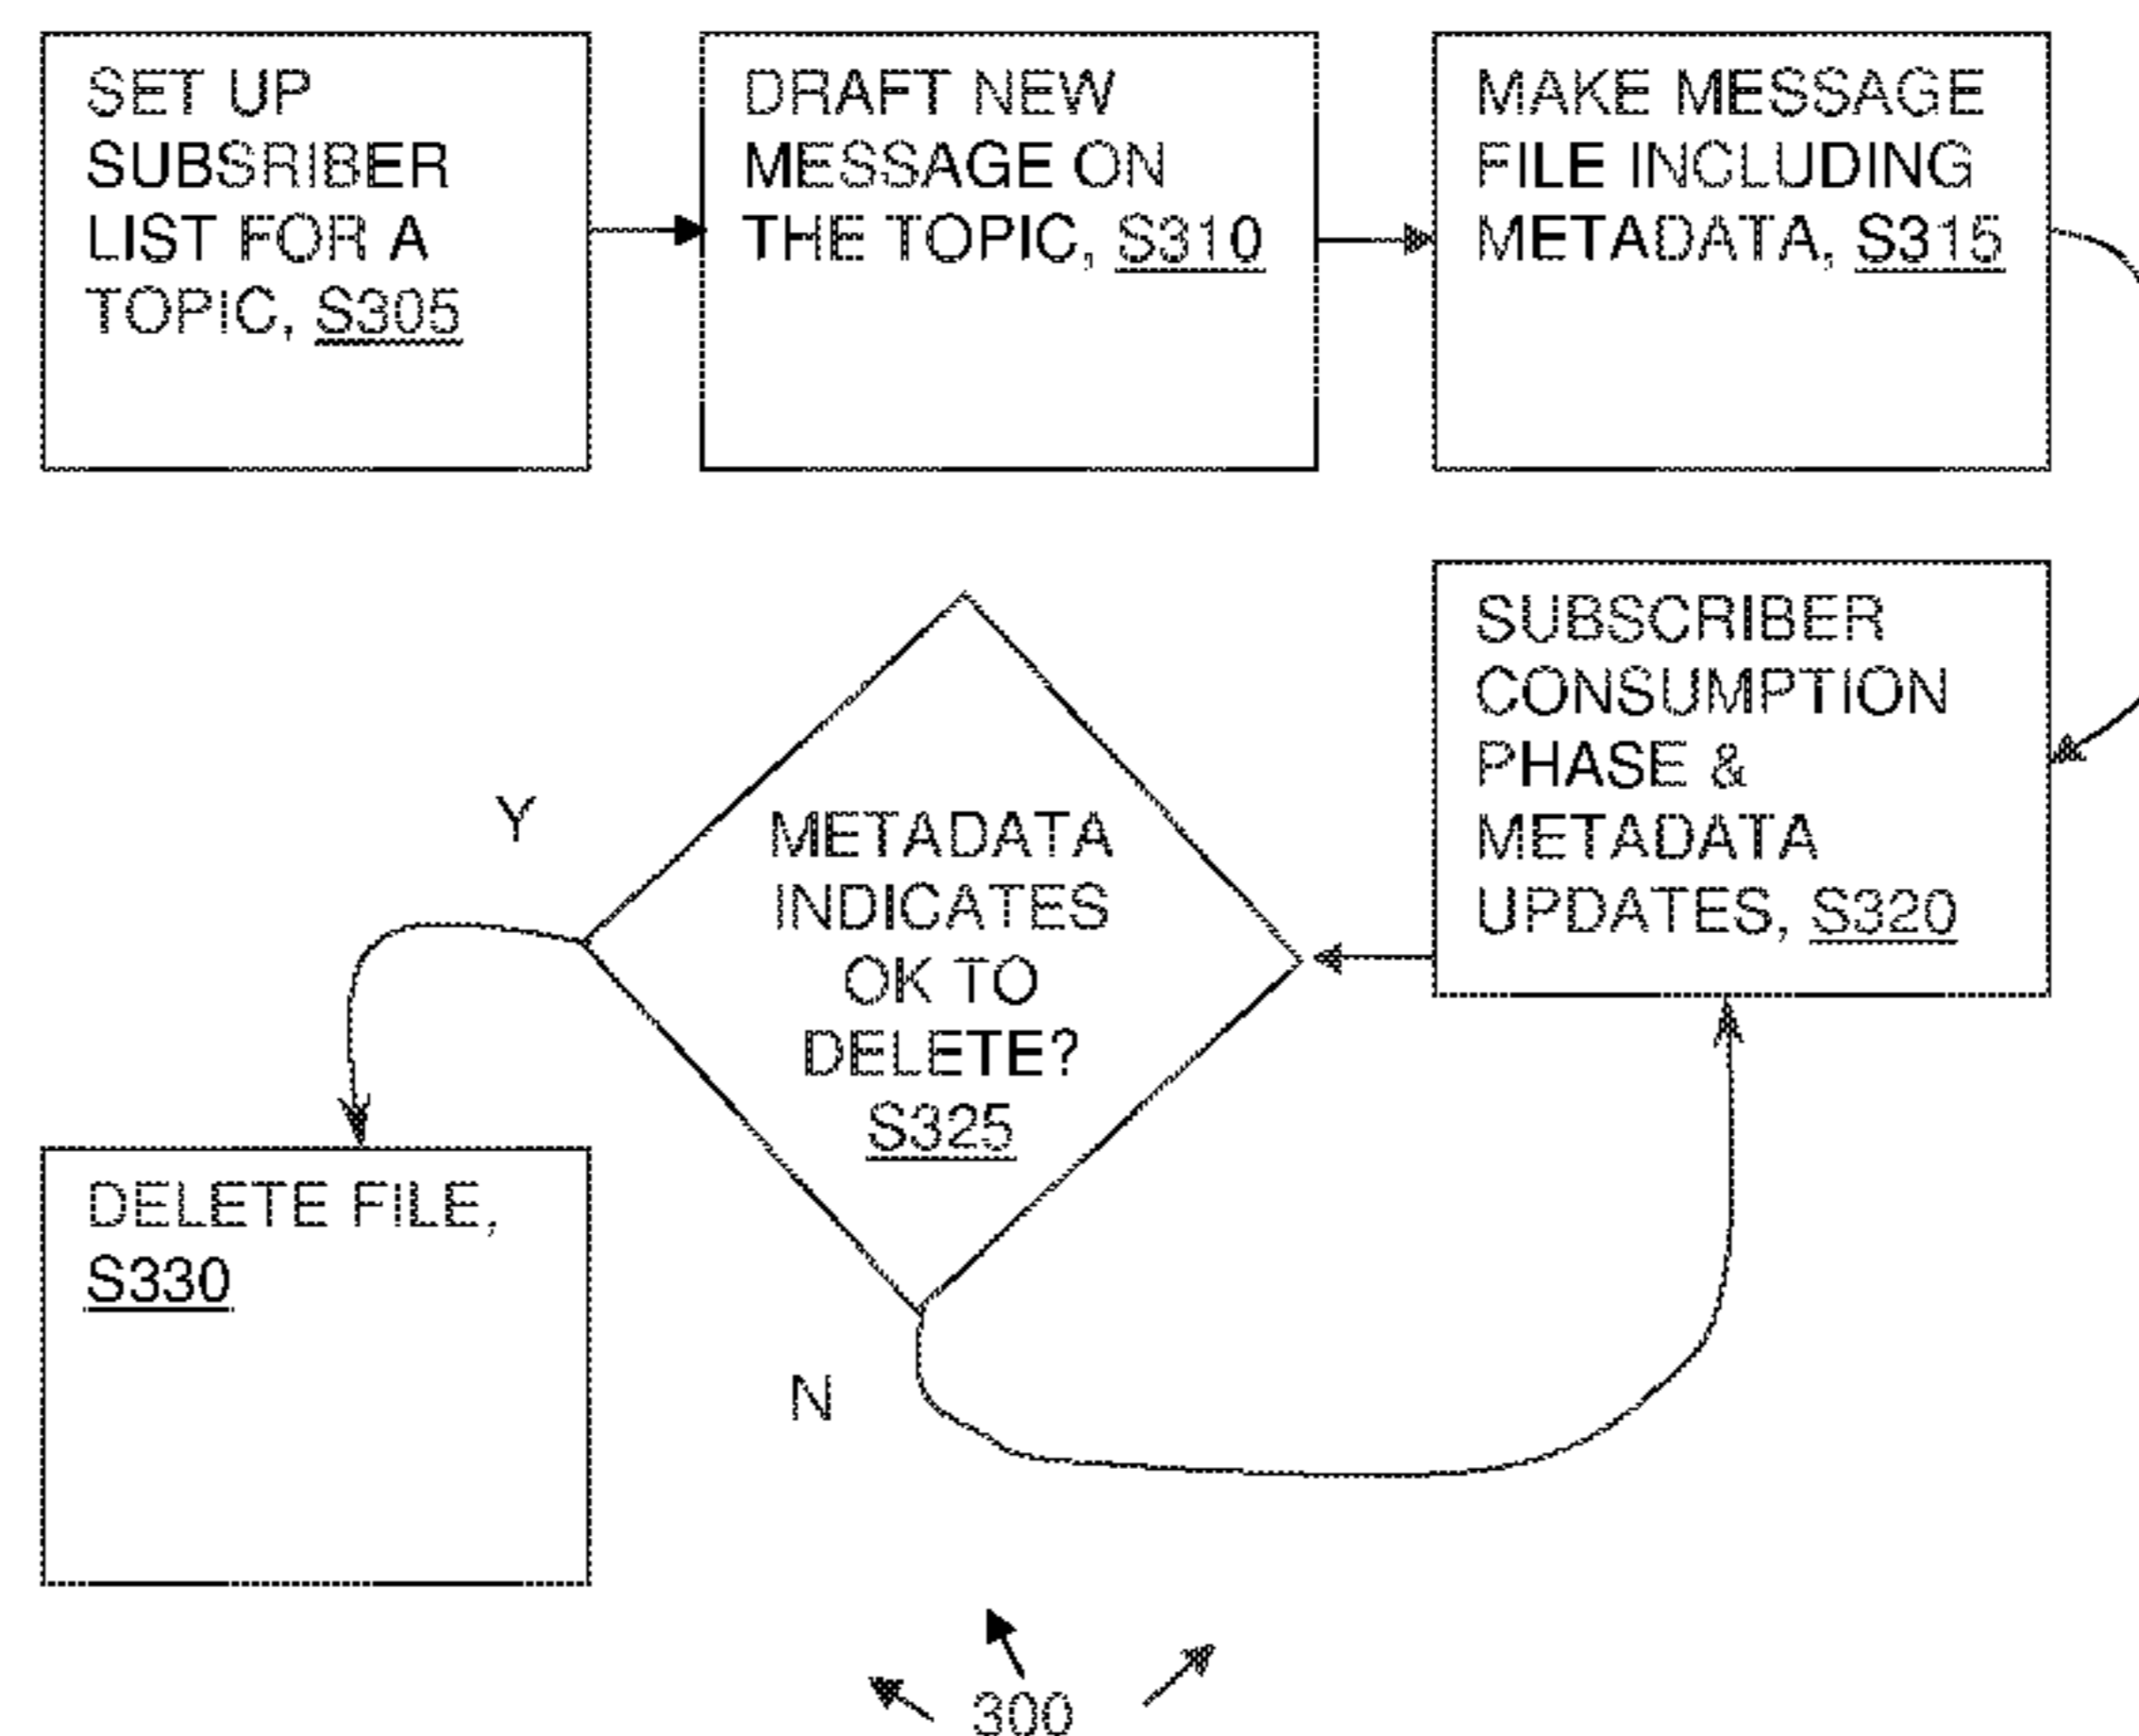 SET UP
SUBSRIBER
LIST FOR A
TOPIC, S305
DRAFT NEW
MESSAGE ON
THE TOPIC, S310
MAKE MESSAGE
FILE INCLUDING
METADATA, S315
SUBSCRIBER
CONSUMPTION
PHASE &
METADATA
UPDATES, S320
METADATA
INDICATES
OK TO
DELETE?
S325
Y
N
DELETE FILE,
S330
300